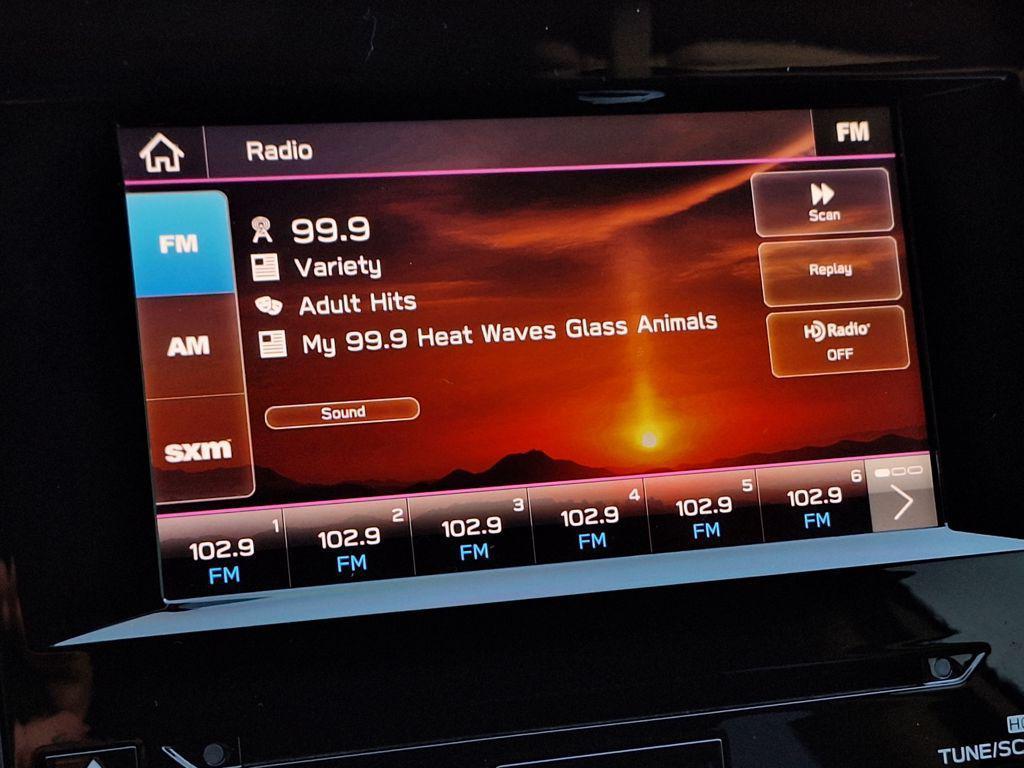 Radio
FM
FM
AM
sxm
99.9
Variety
Adult Hits
My 99.9 Heat Waves Glass Animals
Sound
Scan
Replay
HD Radio®
OFF
1
102.9
FM
2
102.9
FM
3
102.9
FM
4
102.9
FM
5
102.9
FM
6
102.9
FM